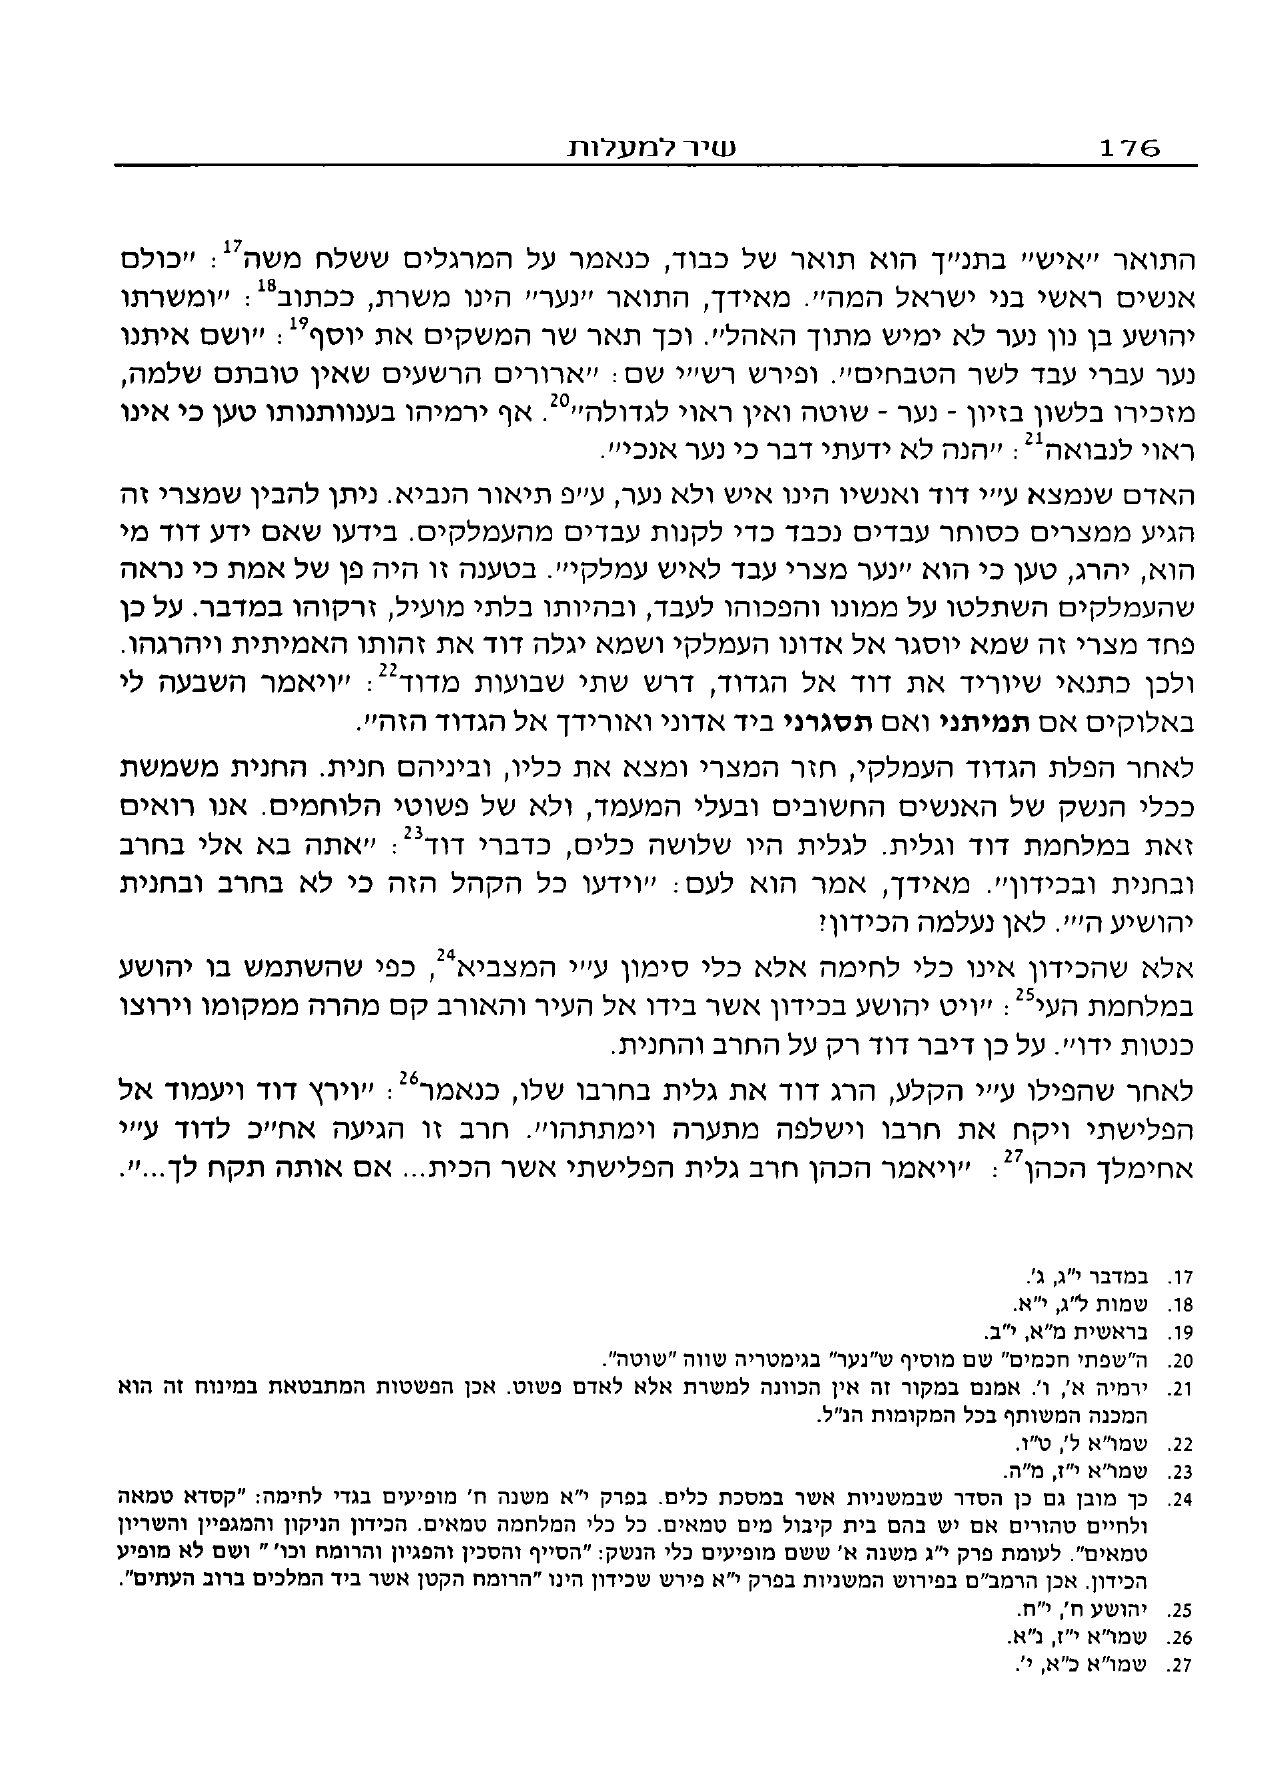 176 שיר למעלות
התואר "איש" בתנ"ך הוא תואר של כבוד, כנאמר על המרגלים ששלח משה17: "כולם
אנשים ראשי בני ישראל המה". מאידך, התואר "נער" הינו משרת, ככתוב18: "ומשרתו
יהושע בן נון נער לא ימיש מתוך האהל". וכך תאר שר המשקים את יוסף19: "ושם איתנו
נער עברי עבד לשר הטבחים". ופירש רש"י שם: "ארורים הרשעים שאין טובתם שלמה,
מזכירו בלשון בזיון - נער - שוטה ואין ראוי לגדולה"20. אף ירמיהו בענוותנותו טען כי אינו
ראוי לנבואה21: "הנה לא ידעתי דבר כי נער אנכי".
האדם שנמצא ע"י דוד ואנשיו הינו איש ולא נער, ע"פ תיאור הנביא. ניתן להבין שמצרי זה
הגיע ממצרים כסוחר עבדים נכבד כדי לקנות עבדים מהעמלקים. בידעו שאם ידע דוד מי
הוא, יהרג, טען כי הוא "נער מצרי עבד לאיש עמלקי". בטענה זו היה פן של אמת כי נראה
שהעמלקים השתלטו על ממונו והפכוהו לעבד, ובהיותו בלתי מועיל, זרקוהו במדבר. על כן
פחד מצרי זה שמא יוסגר אל אדונו העמלקי ושמא יגלה דוד את זהותו האמיתית ויהרגהו.
ולכן כתנאי שיוריד את דוד אל הגדוד, דרש שתי שבועות מדוד22: "ויאמר השבעה לי
באלוקים אם תמיתני ואם תסגרני ביד אדוני ואורידך אל הגדוד הזה".
לאחר הפלת הגדוד העמלקי, חזר המצרי ומצא את כליו, וביניהם חנית. החנית משמשת
ככלי הנשק של האנשים החשובים ובעלי המעמד, ולא של פשוטי הלוחמים. אנו רואים
זאת במלחמת דוד וגלית. לגלית היו שלושה כלים, כדברי דוד23: "אתה בא אלי בחרב
ובחנית ובכידון". מאידך, אמר הוא לעם: "וידעו כל הקהל הזה כי לא בחרב ובחנית
יהושיע ה'". לאן נעלמה הכידון?
אלא שהכידון אינו כלי לחימה אלא כלי סימון ע"י המצביא24, כפי שהשתמש בו יהושע
במלחמת העי25: "ויט יהושע בכידון אשר בידו אל העיר והאורב קם מהרה ממקומו וירוצו
כנטות ידו". על כן דיבר דוד רק על החרב והחנית.
לאחר שהפילו ע"י הקלע, הרג דוד את גלית בחרבו שלו, כנאמר26: "וירץ דוד ויעמוד אל
הפלישתי ויקח את חרבו וישלפה מתערה וימתתהו". חרב זו הגיעה אח"כ לדוד ע"י
אחימלך הכהן27: "ויאמר הכהן חרב גלית הפלישתי אשר הכית... אם אותה תקח לך...".
17. במדבר י"ג, ג'.
18. שמות ל"ג, י"א.
19. בראשית מ"א, י"ב.
20. ה"שפתי חכמים" שם מוסיף ש"נער" בגימטריה שווה "שוטה".
21. ירמיה א', ו'. אמנם במקור זה אין הכוונה למשרת אלא לאדם פשוט. אכן הפשטות המתבטאת במינוח זה הוא
המכנה המשותף בכל המקומות הנ"ל.
22. שמו"א ל', ט"ו.
23. שמו"א י"ז, מ"ה.
24. כך מובן גם כן הסדר שבמשניות אשר במסכת כלים. בפרק י"א משנה ח' מופיעים בגדי לחימה: "קסדא טמאה
ולחיים טהורים אם יש בהם בית קיבול מים טמאים. כל כלי המלחמה טמאים. הכידון הניקון והמגפיין והשריון
טמאים". לעומת פרק י"ג משנה א' ששם מופיעים כלי הנשק: "הסייף והסכין והפגיון והרומח וכו' " ושם לא מופיע
הכידון. אכן הרמב"ם בפירוש המשניות בפרק י"א פירש שכידון הינו "הרומח הקטן אשר ביד המלכים ברוב העתים".
25. יהושע ח', י"ח.
26. שמו"א י"ז, נ"א.
27. שמו"א כ"א, י'.